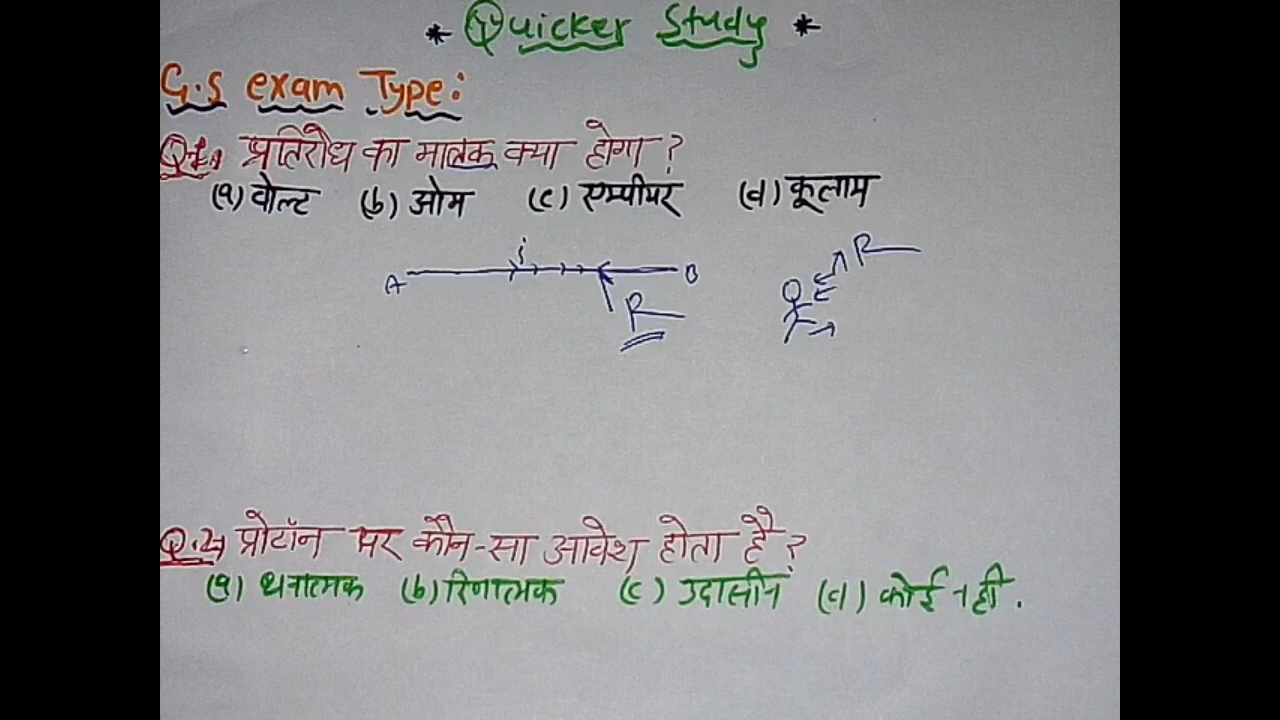 * Quicker Study *
G.S exam Type:
Q.1. प्रतिरोध का मात्रक क्या होगा ?
(a) वोल्ट (b) ओम (c) एम्पीयर (d) कूलाम
i
A B
R
R
Q.2. प्रोटॉन पर कौन-सा आवेश होता है ?
(a) धनात्मक (b) रिणात्मक (c) उदासीन (d) कोई नही .